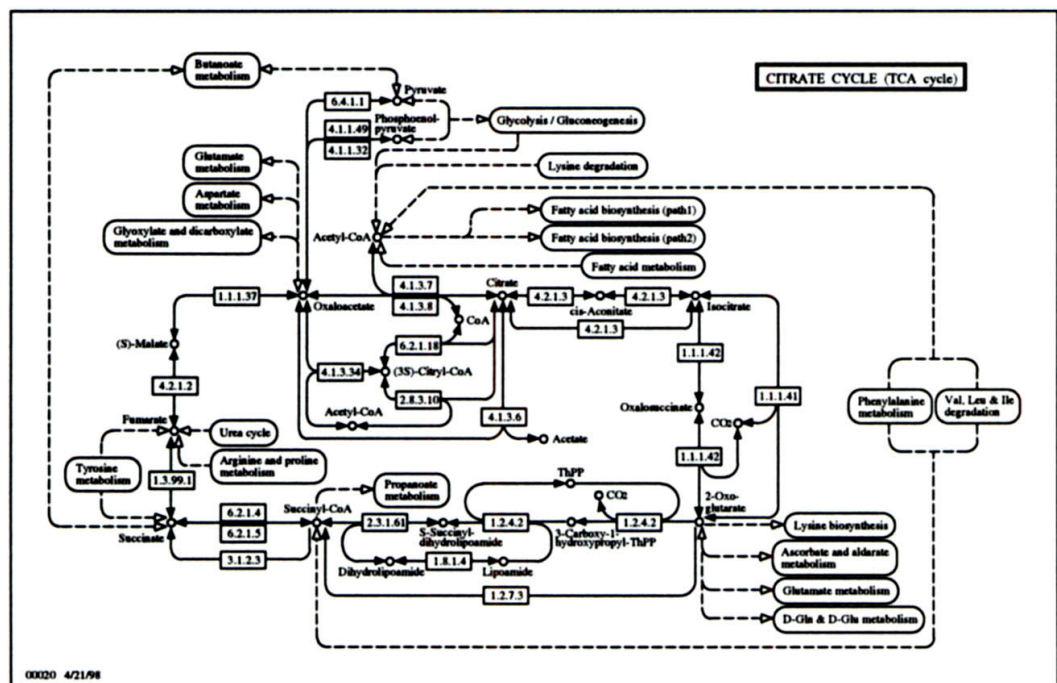 Butanoate
metabolism
CITRATE CYCLE (TCA cycle)
Pyruvate
6.4.1.1
Phosphoenol-
pyruvate
4.1.1.49
4.1.1.32
Glycolysis / Gluconeogenesis
Glutamate
metabolism
Lysine degradation
Aspartate
metabolism
Fatty acid biosynthesis (path1)
Glyoxylate and dicarboxylate
metabolism
Acetyl-CoA
Fatty acid biosynthesis (path2)
Fatty acid metabolism
1.1.1.37
Oxaloacetate
4.1.3.7
4.1.3.8
Citrate
4.2.1.3
cis-Aconitate
4.2.1.3
Isocitrate
4.2.1.3
CoA
(S)-Malate
6.2.1.18
1.1.1.42
4.1.3.34
(3S)-Citryl-CoA
4.2.1.2
2.8.3.10
1.1.1.41
Phenylalanine
metabolism
Val, Leu & Ile
degradation
Oxalosuccinate
Acetyl-CoA
4.1.3.6
CO2
Fumarate
Urea cycle
Acetate
1.1.1.42
Tyrosine
metabolism
Arginine and proline
metabolism
1.3.99.1
ThPP
Propanoate
metabolism
CO2
2-Oxo-
glutarate
Succinyl-CoA
6.2.1.4
6.2.1.5
2.3.1.61
1.2.4.2
1.2.4.2
Lysine biosynthesis
Succinate
S-Succinyl-
dihydrolipoamide
3-Carboxy-1-
hydroxypropyl-ThPP
3.1.2.3
1.8.1.4
Dihydrolipoamide
Lipoamide
Ascorbate and aldarate
metabolism
1.2.7.3
Glutamate metabolism
D-Gln & D-Glu metabolism
00020 4/21/98